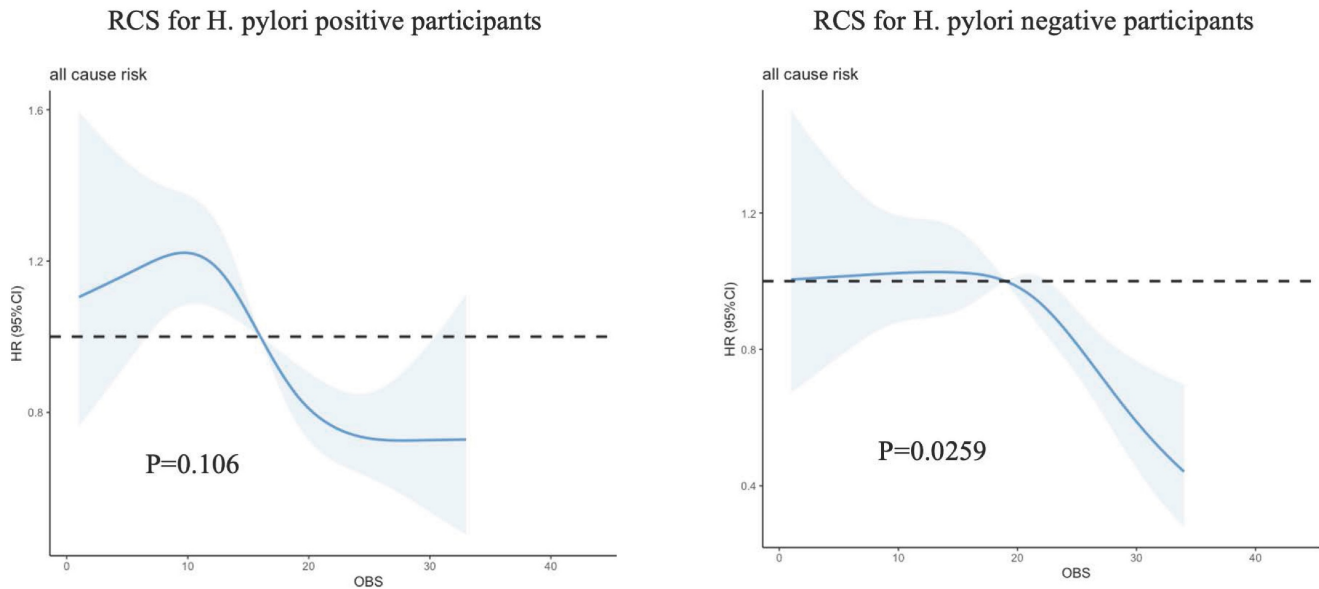 RCS for H. pylori positive participants
all cause risk
HR (95%CI)
1.6
1.2
0.8
P=0.106
0
10
20
30
40
OBS
RCS for H. pylori negative participants
all cause risk
HR (95%CI)
1.2
0.8
0.4
P=0.0259
0
10
20
30
40
OBS